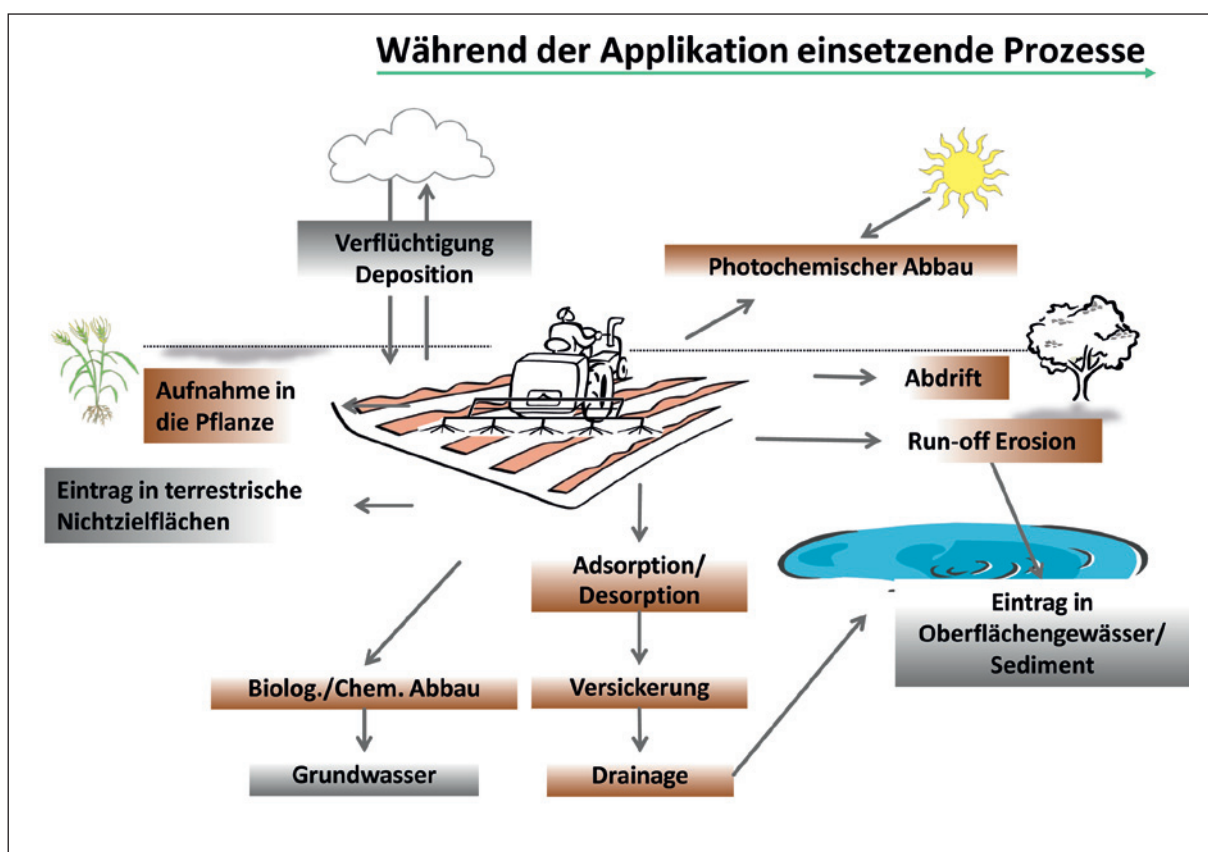 Während der Applikation einsetzende Prozesse
Verflüchtigung
Deposition
Photochemischer Abbau
Aufnahme in
die Pflanze
Abdrift
Run-off Erosion
Eintrag in terrestrische
Nichtzielflächen
Adsorption/
Desorption
Eintrag in
Oberflächengewässer/
Sediment
Biolog./Chem. Abbau
Versickerung
Grundwasser
Drainage